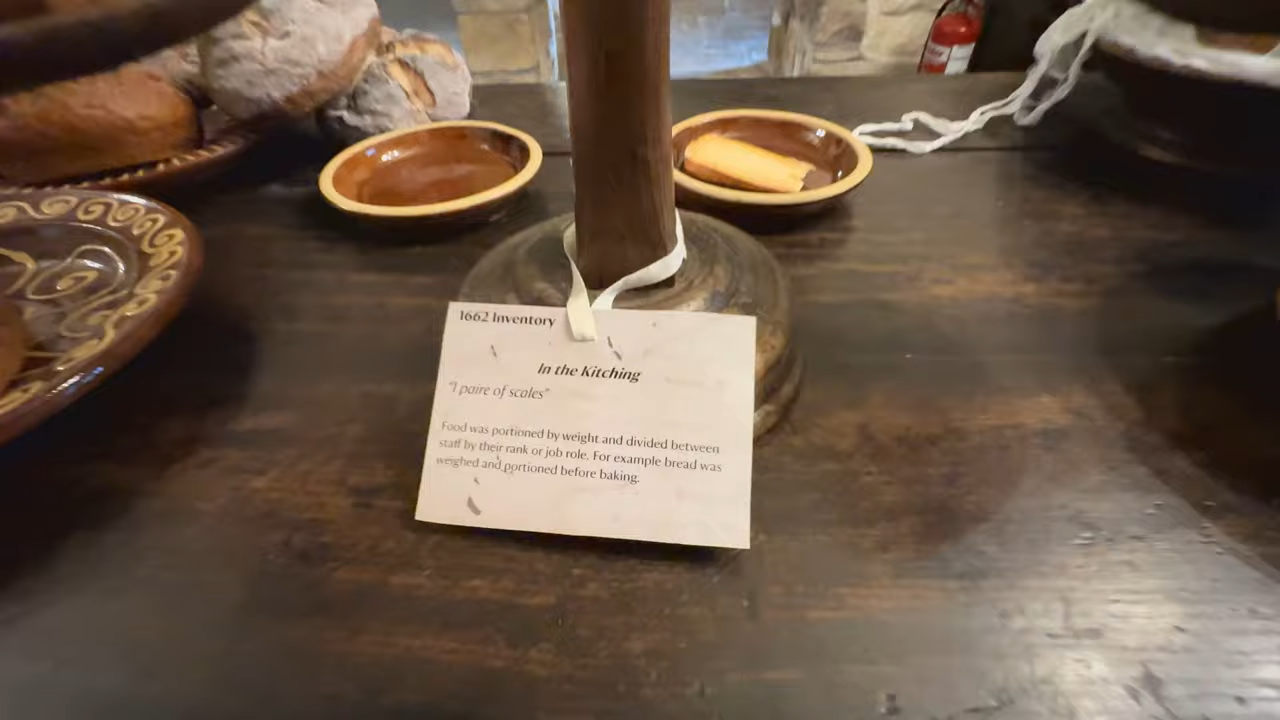 1662 Inventory
In the Kitching
"1 paire of scales"
Food was portioned by weight and divided between
staff by their rank or job role. For example bread was
weighed and portioned before baking.